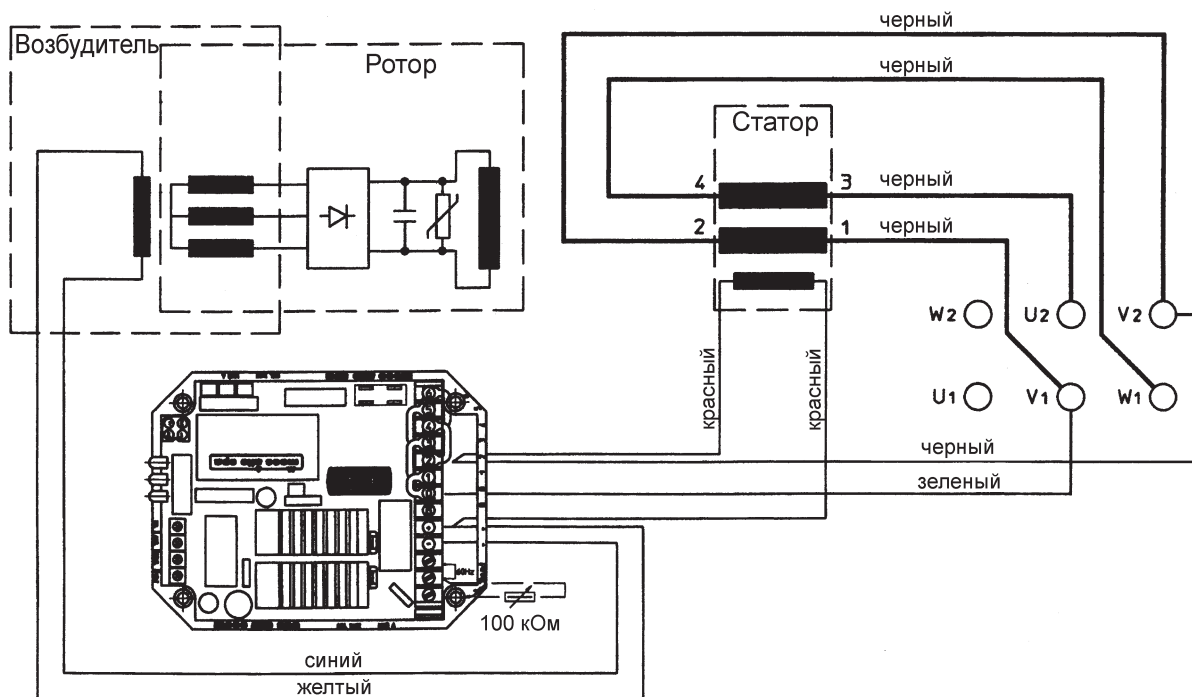 черный
Возбудитель
Ротор
черный
Статор
4
3
черный
2
1
черный
W2
U2
V2
красный
красный
U1
V1
W1
черный
зеленый
60Hz
100 кОм
синий
желтый